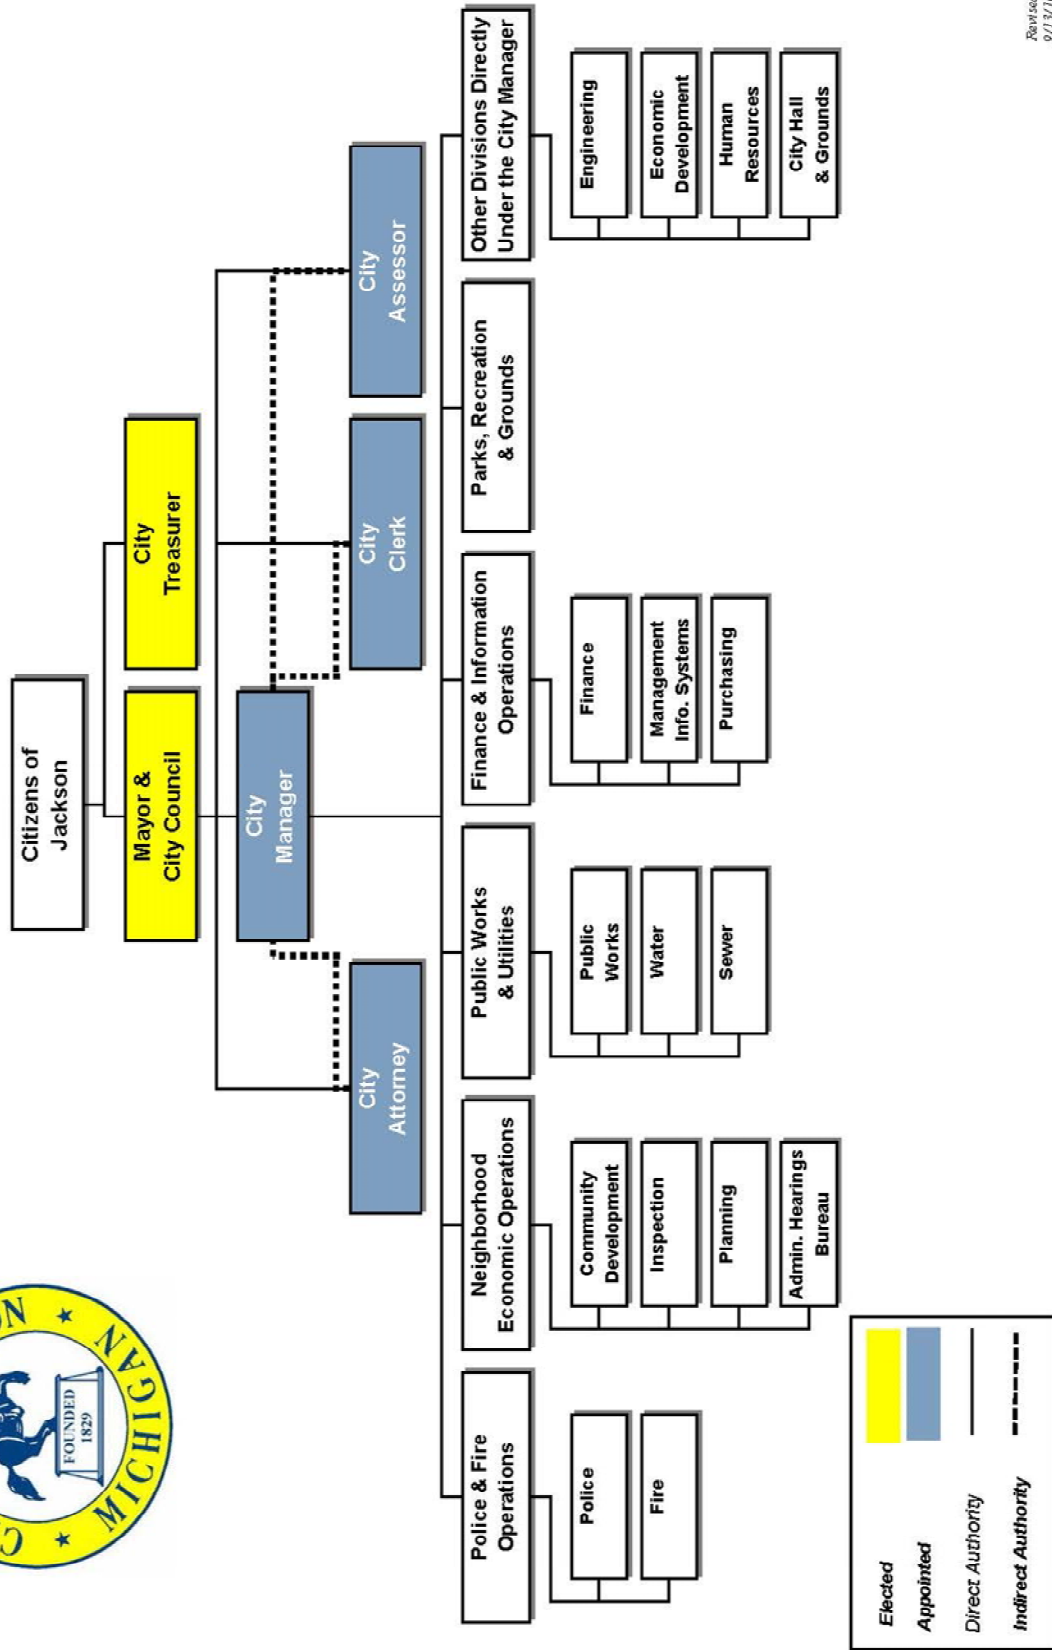 MICHIGAN
FOUNDED
1829
Citizens of
Jackson
Mayor &
City Council
City
Treasurer
City
Manager
City
Attorney
City
Clerk
City
Assessor
Police & Fire
Operations
Police
Fire
Neighborhood
Economic Operations
Community
Development
Inspection
Planning
Admin. Hearings
Bureau
Public Works
& Utilities
Public
Works
Water
Sewer
Finance & Information
Operations
Finance
Management
Info. Systems
Purchasing
Parks, Recreation
& Grounds
Other Divisions Directly
Under the City Manager
Engineering
Economic
Development
Human
Resources
City Hall
& Grounds
Elected
Appointed
Direct Authority
Indirect Authority
Revised